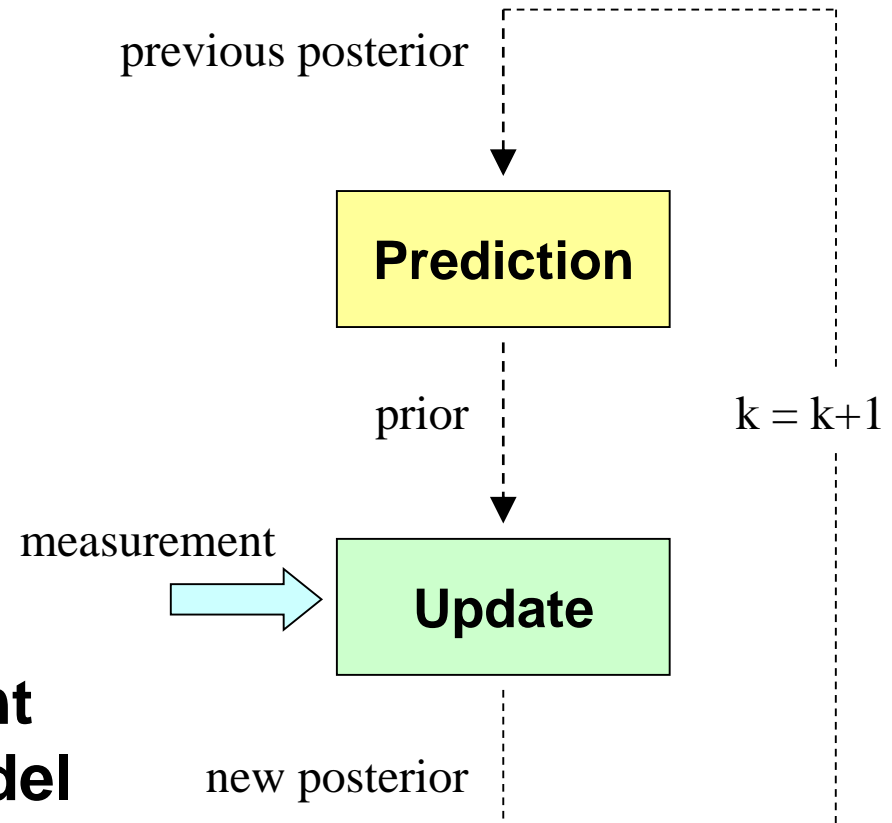 previous posterior
Prediction
prior
k = k+1
measurement
Update
new posterior